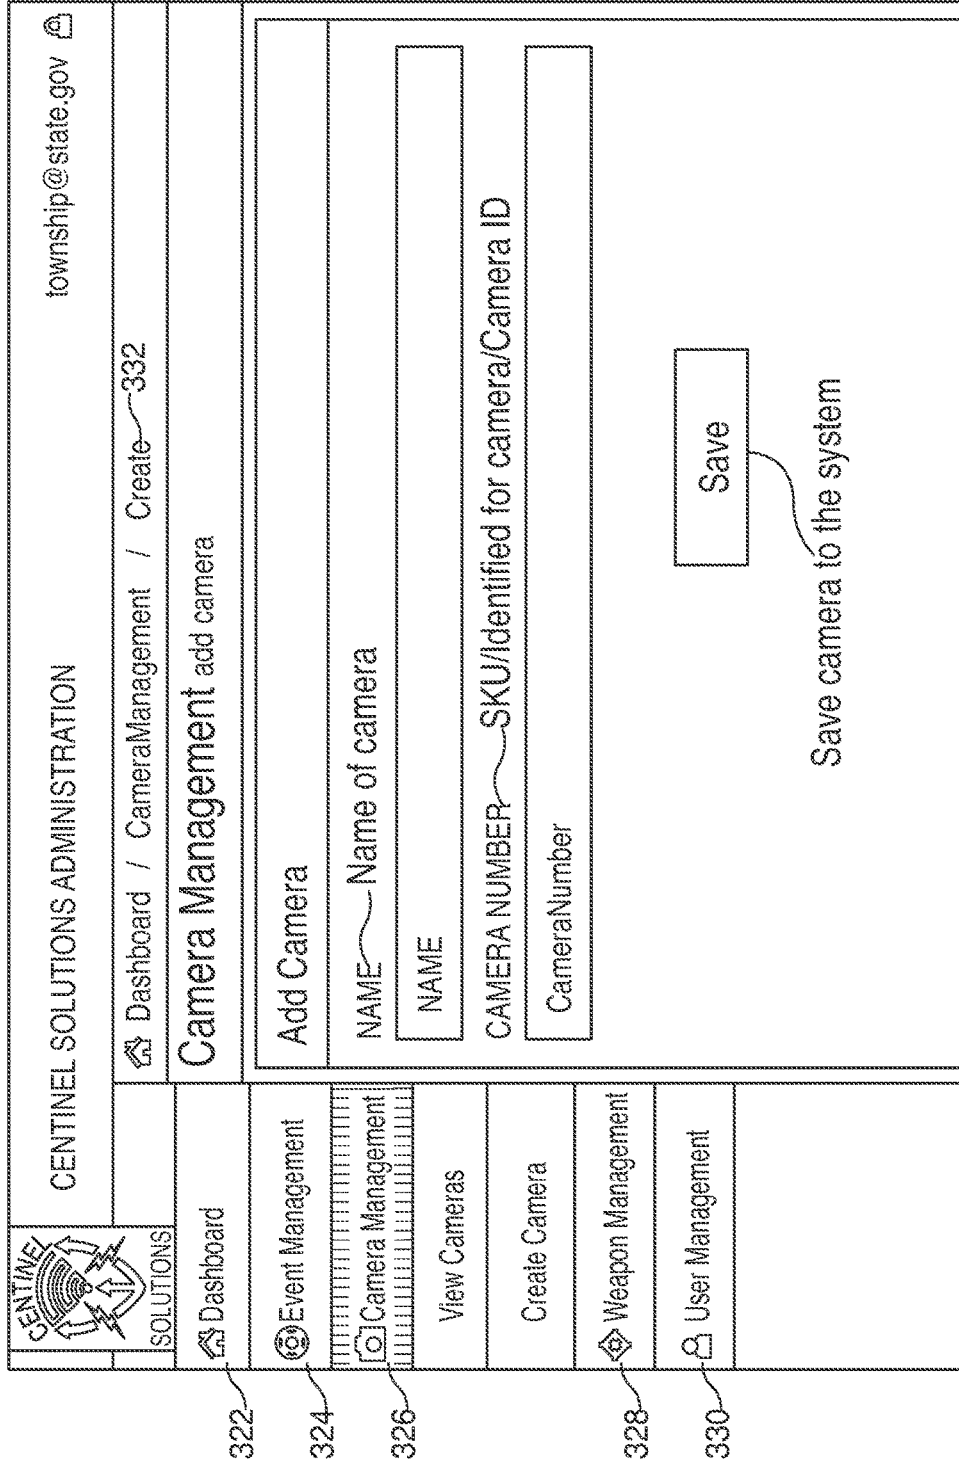 CENTINEL
SOLUTIONS
CENTINEL SOLUTIONS ADMINISTRATION
township@state.gov
Dashboard / CameraManagement / Create 332
Camera Management add camera
322 Dashboard
324 Event Management
326 Camera Management
View Cameras
Create Camera
328 Weapon Management
330 User Management
Add Camera
NAME Name of camera
NAME
CAMERA NUMBER SKU/Identified for camera/Camera ID
CameraNumber
Save
Save camera to the system